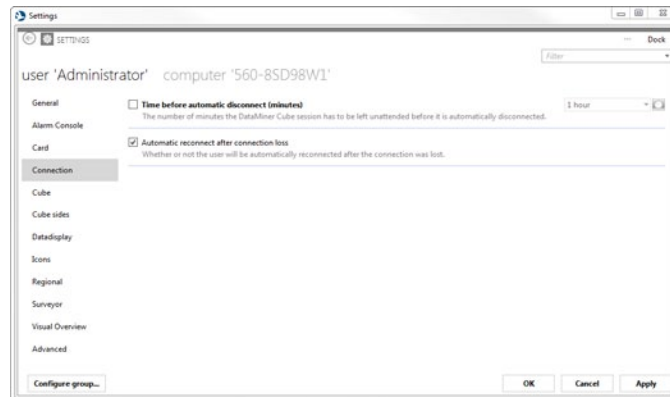 Settings
SETTINGS
Dock
Filter
user 'Administrator' computer '560-8SD98W1'
General
Alarm Console
Card
Connection
Cube
Cube sides
Datadisplay
Icons
Regional
Surveyor
Visual Overview
Advanced
Time before automatic disconnect (minutes)
1 hour
The number of minutes the DataMiner Cube session has to be left unattended before it is automatically disconnected.
Automatic reconnect after connection loss
Whether or not the user will be automatically reconnected after the connection was lost.
Configure group...
OK
Cancel
Apply